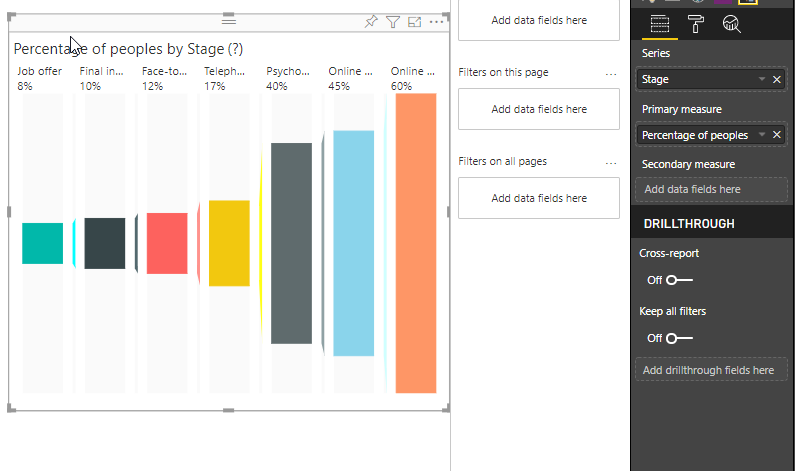 Percentage of peoples by Stage (?)
Job offer Final in... Face-to... Teleph... Psycho... Online ... Online ...
8% 10% 12% 17% 40% 45% 60%
Add data fields here
Filters on this page ...
Add data fields here
Filters on all pages ...
Add data fields here
Series
Stage
Primary measure
Percentage of peoples
Secondary measure
Add data fields here
DRILLTHROUGH
Cross-report
Off
Keep all filters
Off
Add drillthrough fields here